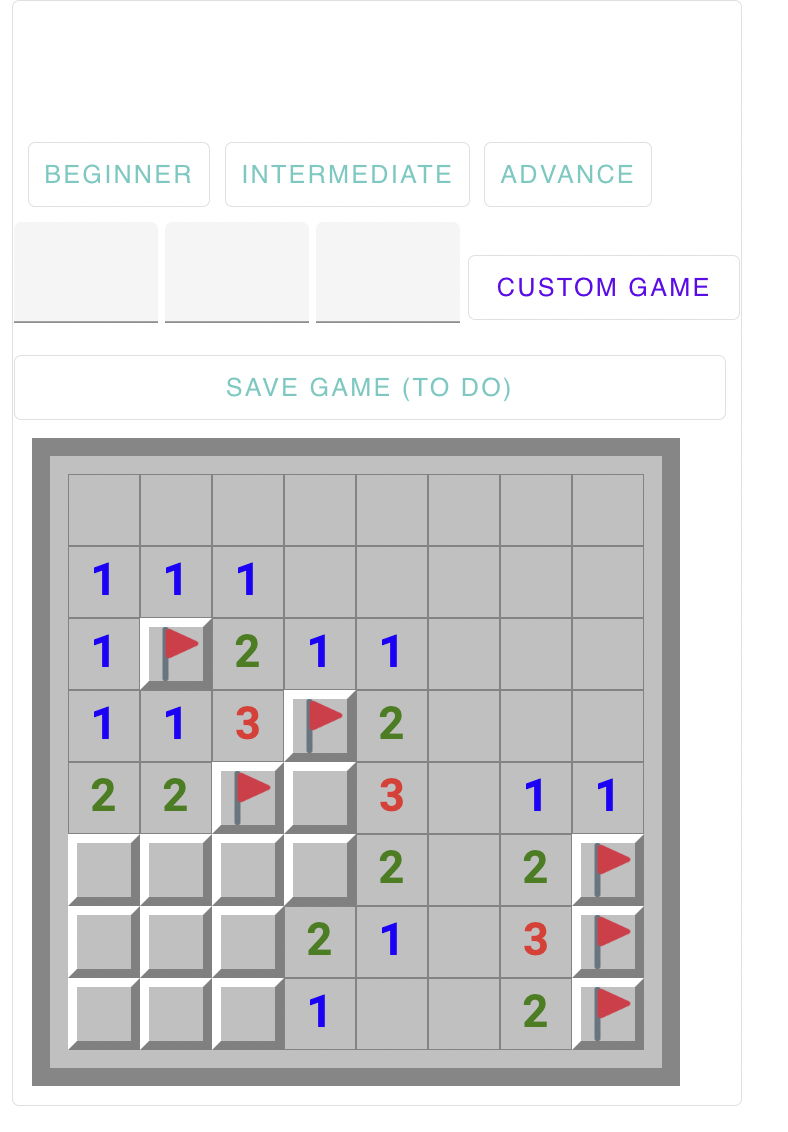 BEGINNER INTERMEDIATE ADVANCE
CUSTOM GAME
SAVE GAME (TO DO)
1 1 1
1 2 1 1
1 1 3 2
2 2 3 1 1
2 2
2 1 3
1 2